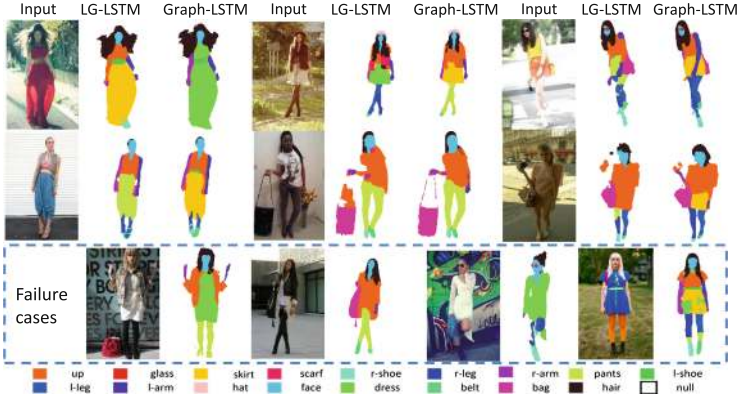 Input LG-LSTM Graph-LSTM Input LG-LSTM Graph-LSTM Input LG-LSTM Graph-LSTM
Failure
cases
up glass skirt scarf r-shoe r-leg r-arm pants l-shoe
l-leg l-arm hat face dress belt bag hair null